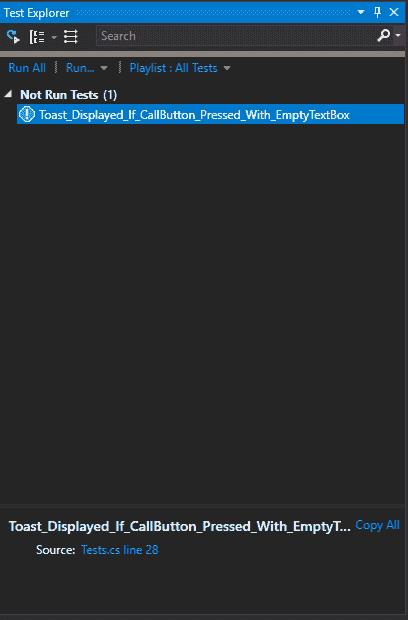 Test Explorer
Search
Run All | Run... | Playlist : All Tests
Not Run Tests (1)
Toast_Displayed_If_CallButton_Pressed_With_EmptyTextBox
Toast_Displayed_If_CallButton_Pressed_With_EmptyT... Copy All
Source: Tests.cs line 28